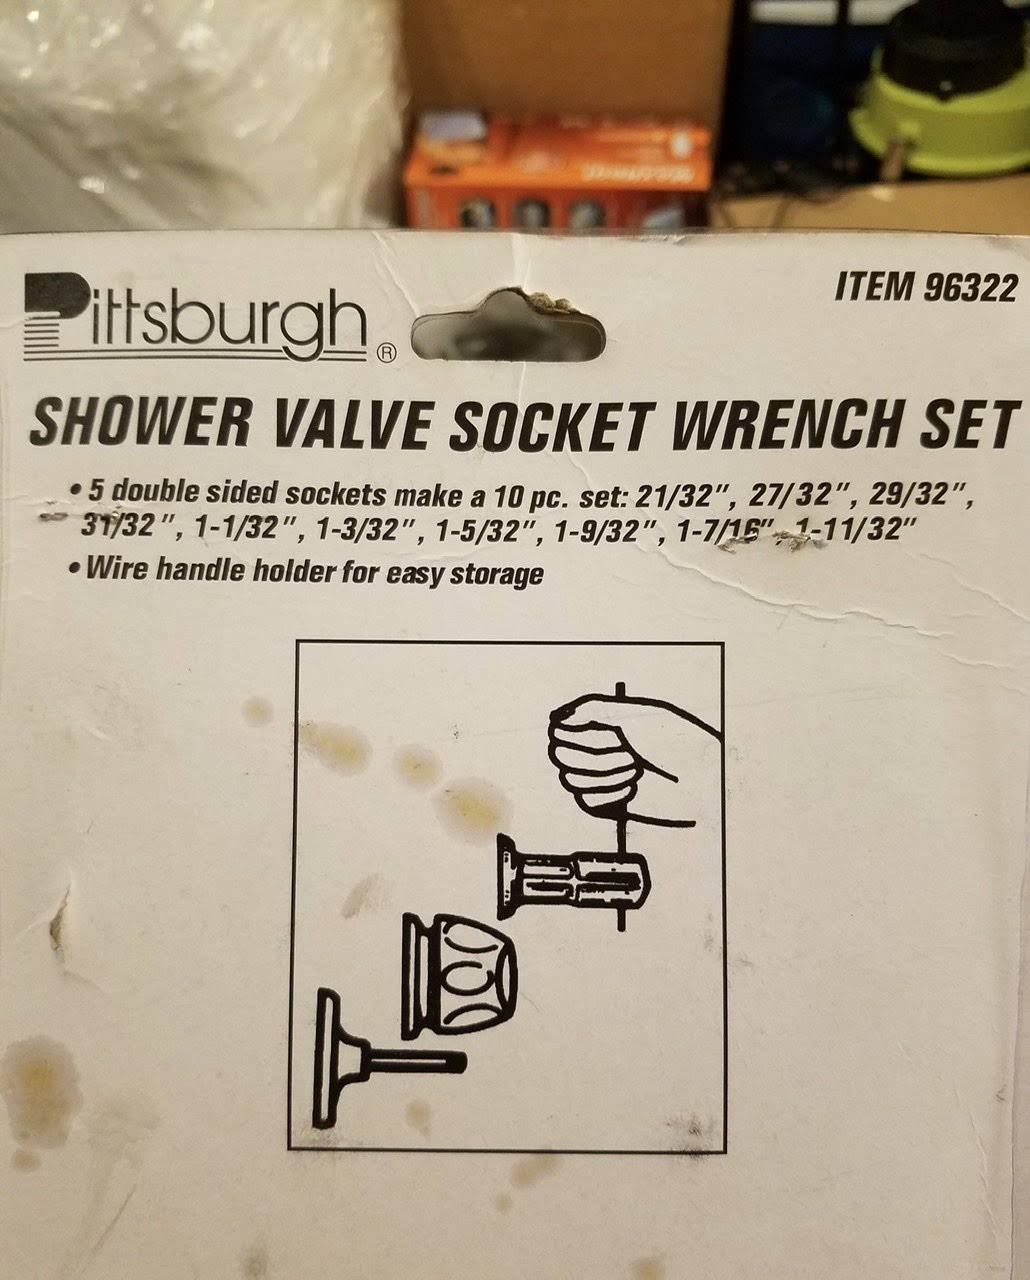 Pittsburgh ®
ITEM 96322
SHOWER VALVE SOCKET WRENCH SET
• 5 double sided sockets make a 10 pc. set: 21/32", 27/32", 29/32",
31/32", 1-1/32", 1-3/32", 1-5/32", 1-9/32", 1-7/16", 1-11/32"
• Wire handle holder for easy storage